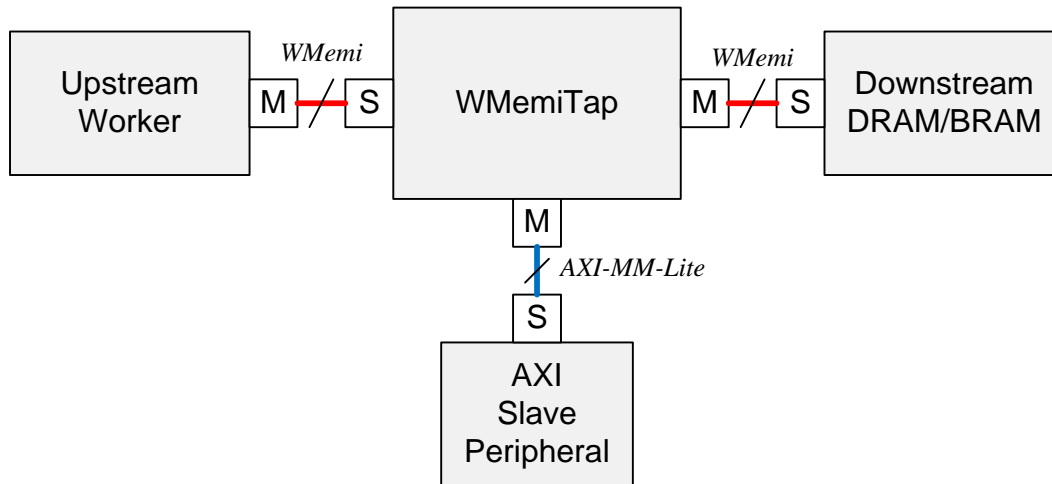 WMemi
WMemi
Upstream
Worker
M
S
WMemiTap
M
S
Downstream
DRAM/BRAM
M
AXI-MM-Lite
S
AXI
Slave
Peripheral